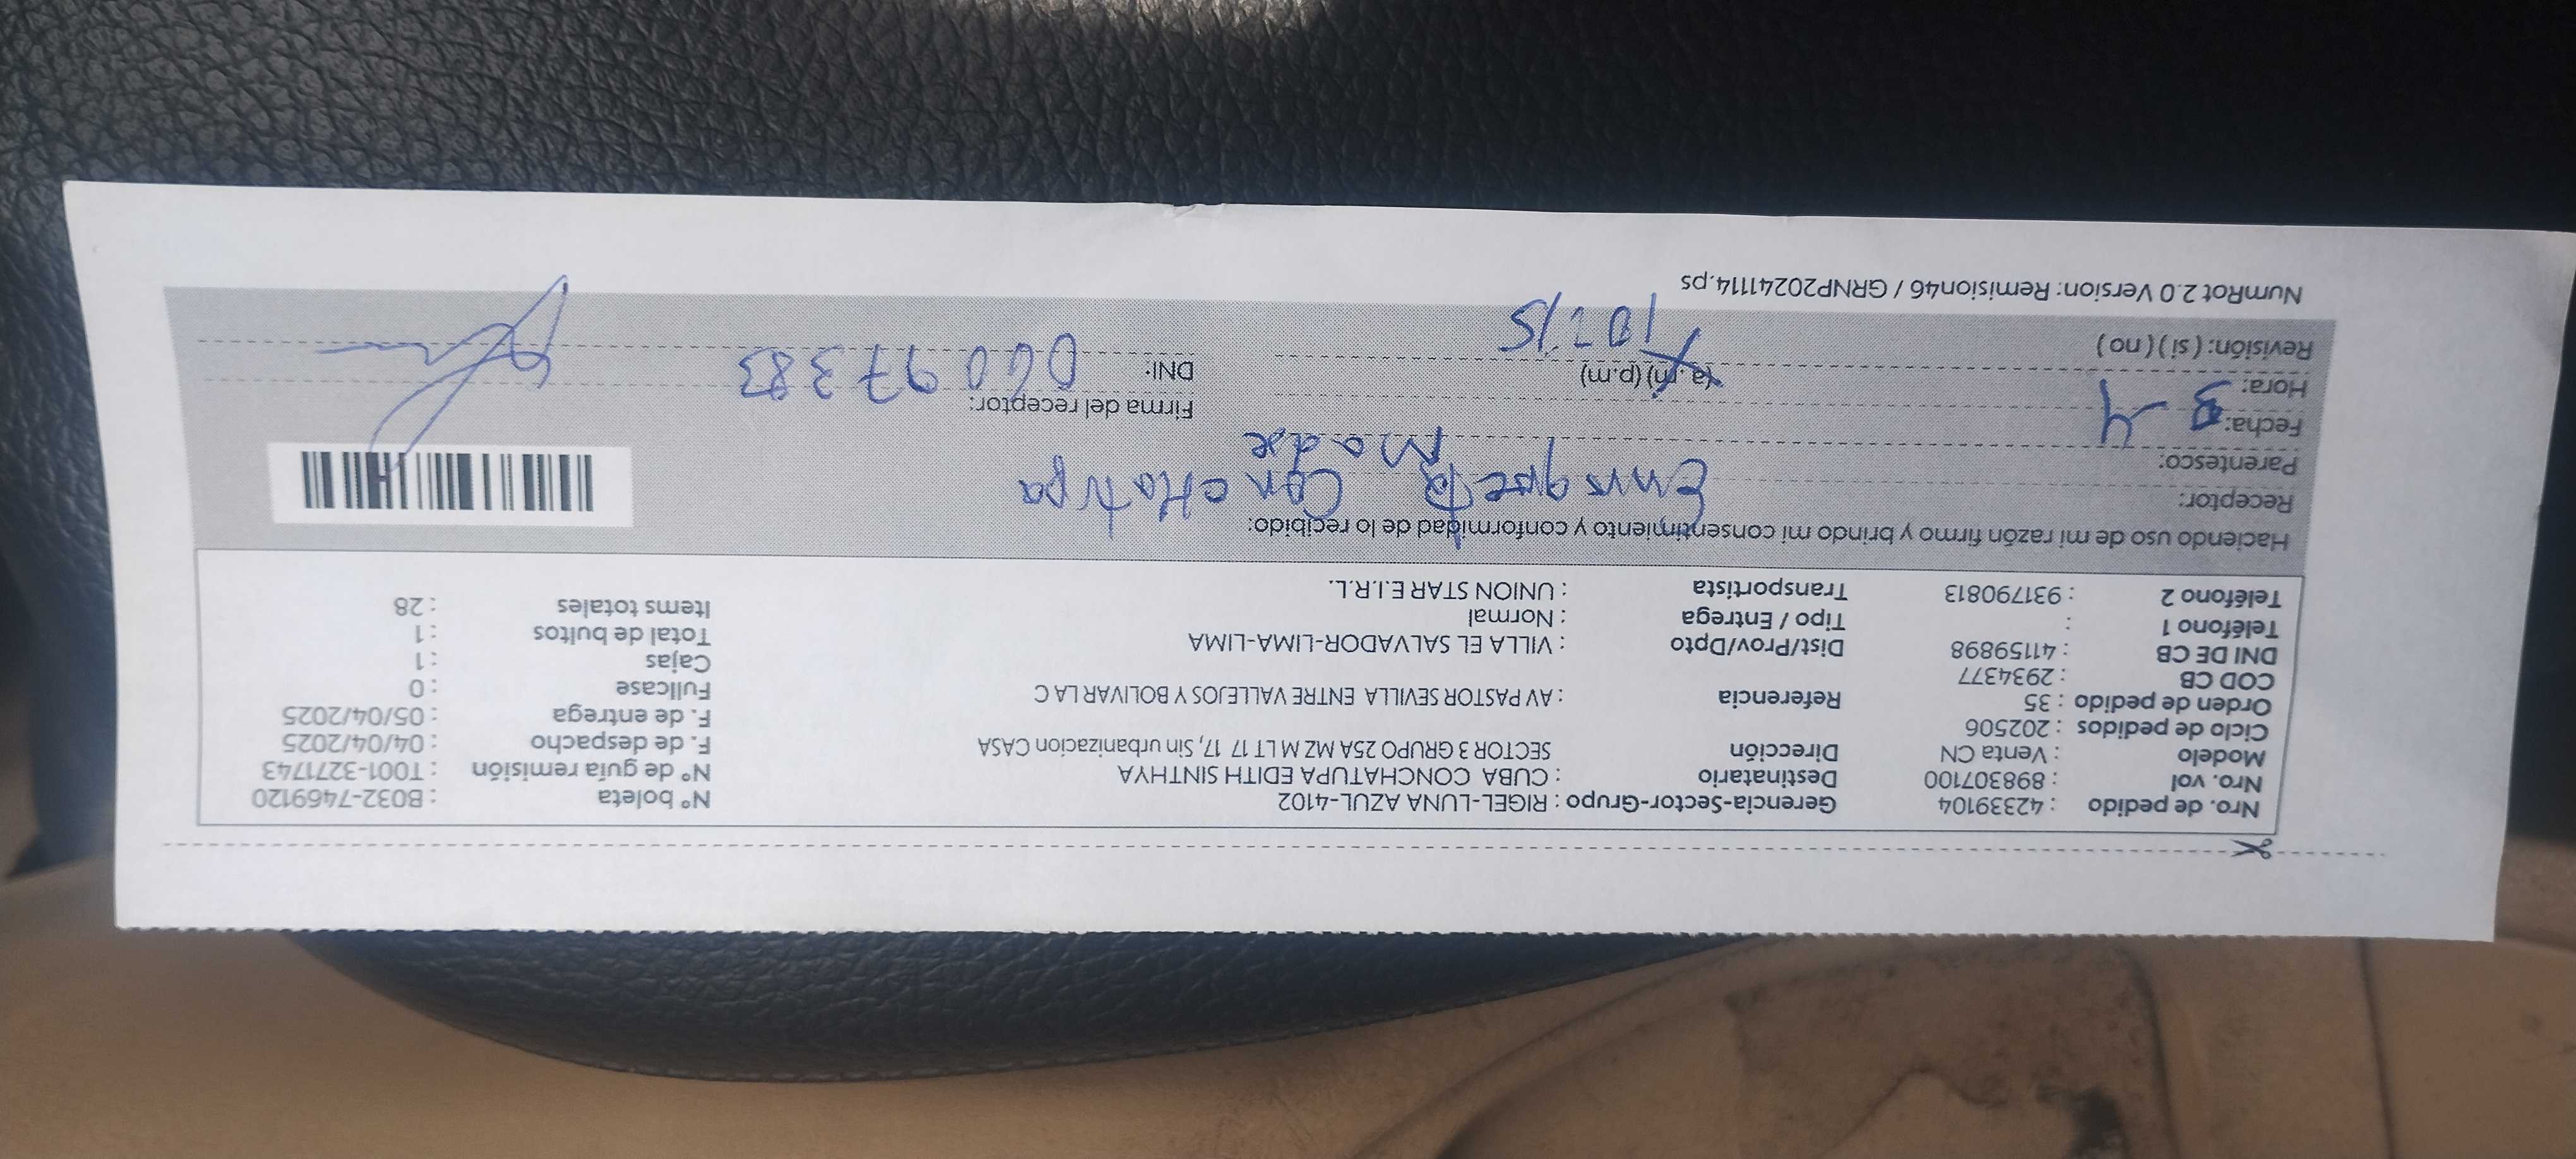 Nro. de pedido : 42339104 Gerencia-Sector-Grupo : RIGEL-LUNA AZUL-4102 N° boleta : B032-7469120
Nro. vol : 898307100 Destinatario : CUBA CONCHATUPA EDITH SINTHYA N° de guía remisión : T001-3271743
Modelo : Venta CN Dirección SECTOR 3 GRUPO 25A MZ M LT 17 17, Sin urbanizacion CASA F. de despacho : 04/04/2025
Ciclo de pedidos : 202506 F. de entrega : 05/04/2025
Orden de pedido : 35 Referencia : AV PASTOR SEVILLA ENTRE VALLEJOS Y BOLIVAR LA C Fullcase : 0
COD CB : 2934377 Cajas : 1
DNI DE CB : 41159898 Dist/Prov/Dpto : VILLA EL SALVADOR-LIMA-LIMA Total de bultos : 1
Teléfono 1 : Tipo / Entrega : Normal Items totales : 28
Teléfono 2 : 931790813 Transportista : UNION STAR E.I.R.L.
Haciendo uso de mi razón firmo y brindo mi consentimiento y conformidad de lo recibido:
Receptor: Enrriqueta Conchatupa
Parentesco: Madre
Fecha: 3-4 Firma del receptor:
Hora: (a.m) (p.m) DNI: 06097383
Revisión: ( si ) ( no )
NumRot 2.0 Version: Remision46 / GRNP20241114.ps